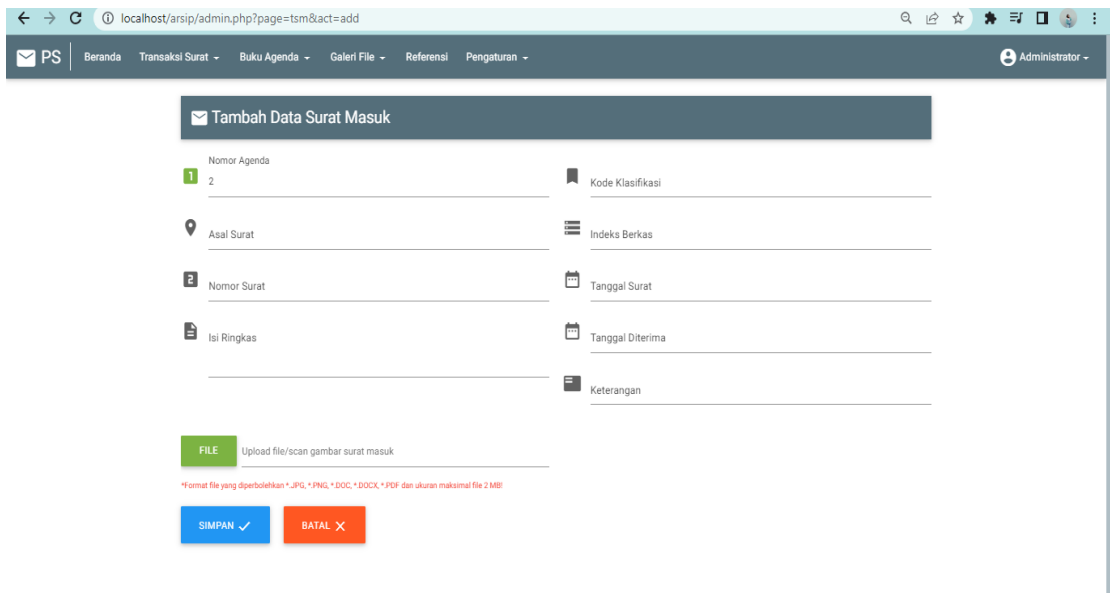 localhost/arsip/admin.php?page=tsm&act=add
PS Beranda Transaksi Surat Buku Agenda Galeri File Referensi Pengaturan Administrator
Tambah Data Surat Masuk
Nomor Agenda
1 2
Kode Klasifikasi
Asal Surat
Indeks Berkas
2 Nomor Surat
Tanggal Surat
Isi Ringkas
Tanggal Diterima
Keterangan
FILE Upload file/scan gambar surat masuk
*Format file yang diperbolehkan *.JPG, *.PNG, *.DOC, *.DOCX, *.PDF dan ukuran maksimal file 2 MB!
SIMPAN BATAL